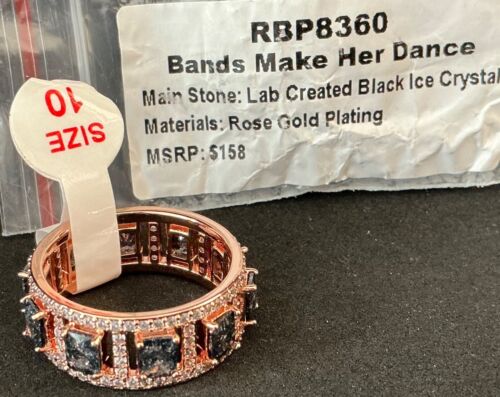 RBP8360
Bands Make Her Dance
Main Stone: Lab Created Black Ice Crystal
Materials: Rose Gold Plating
MSRP: $158
SIZE
10